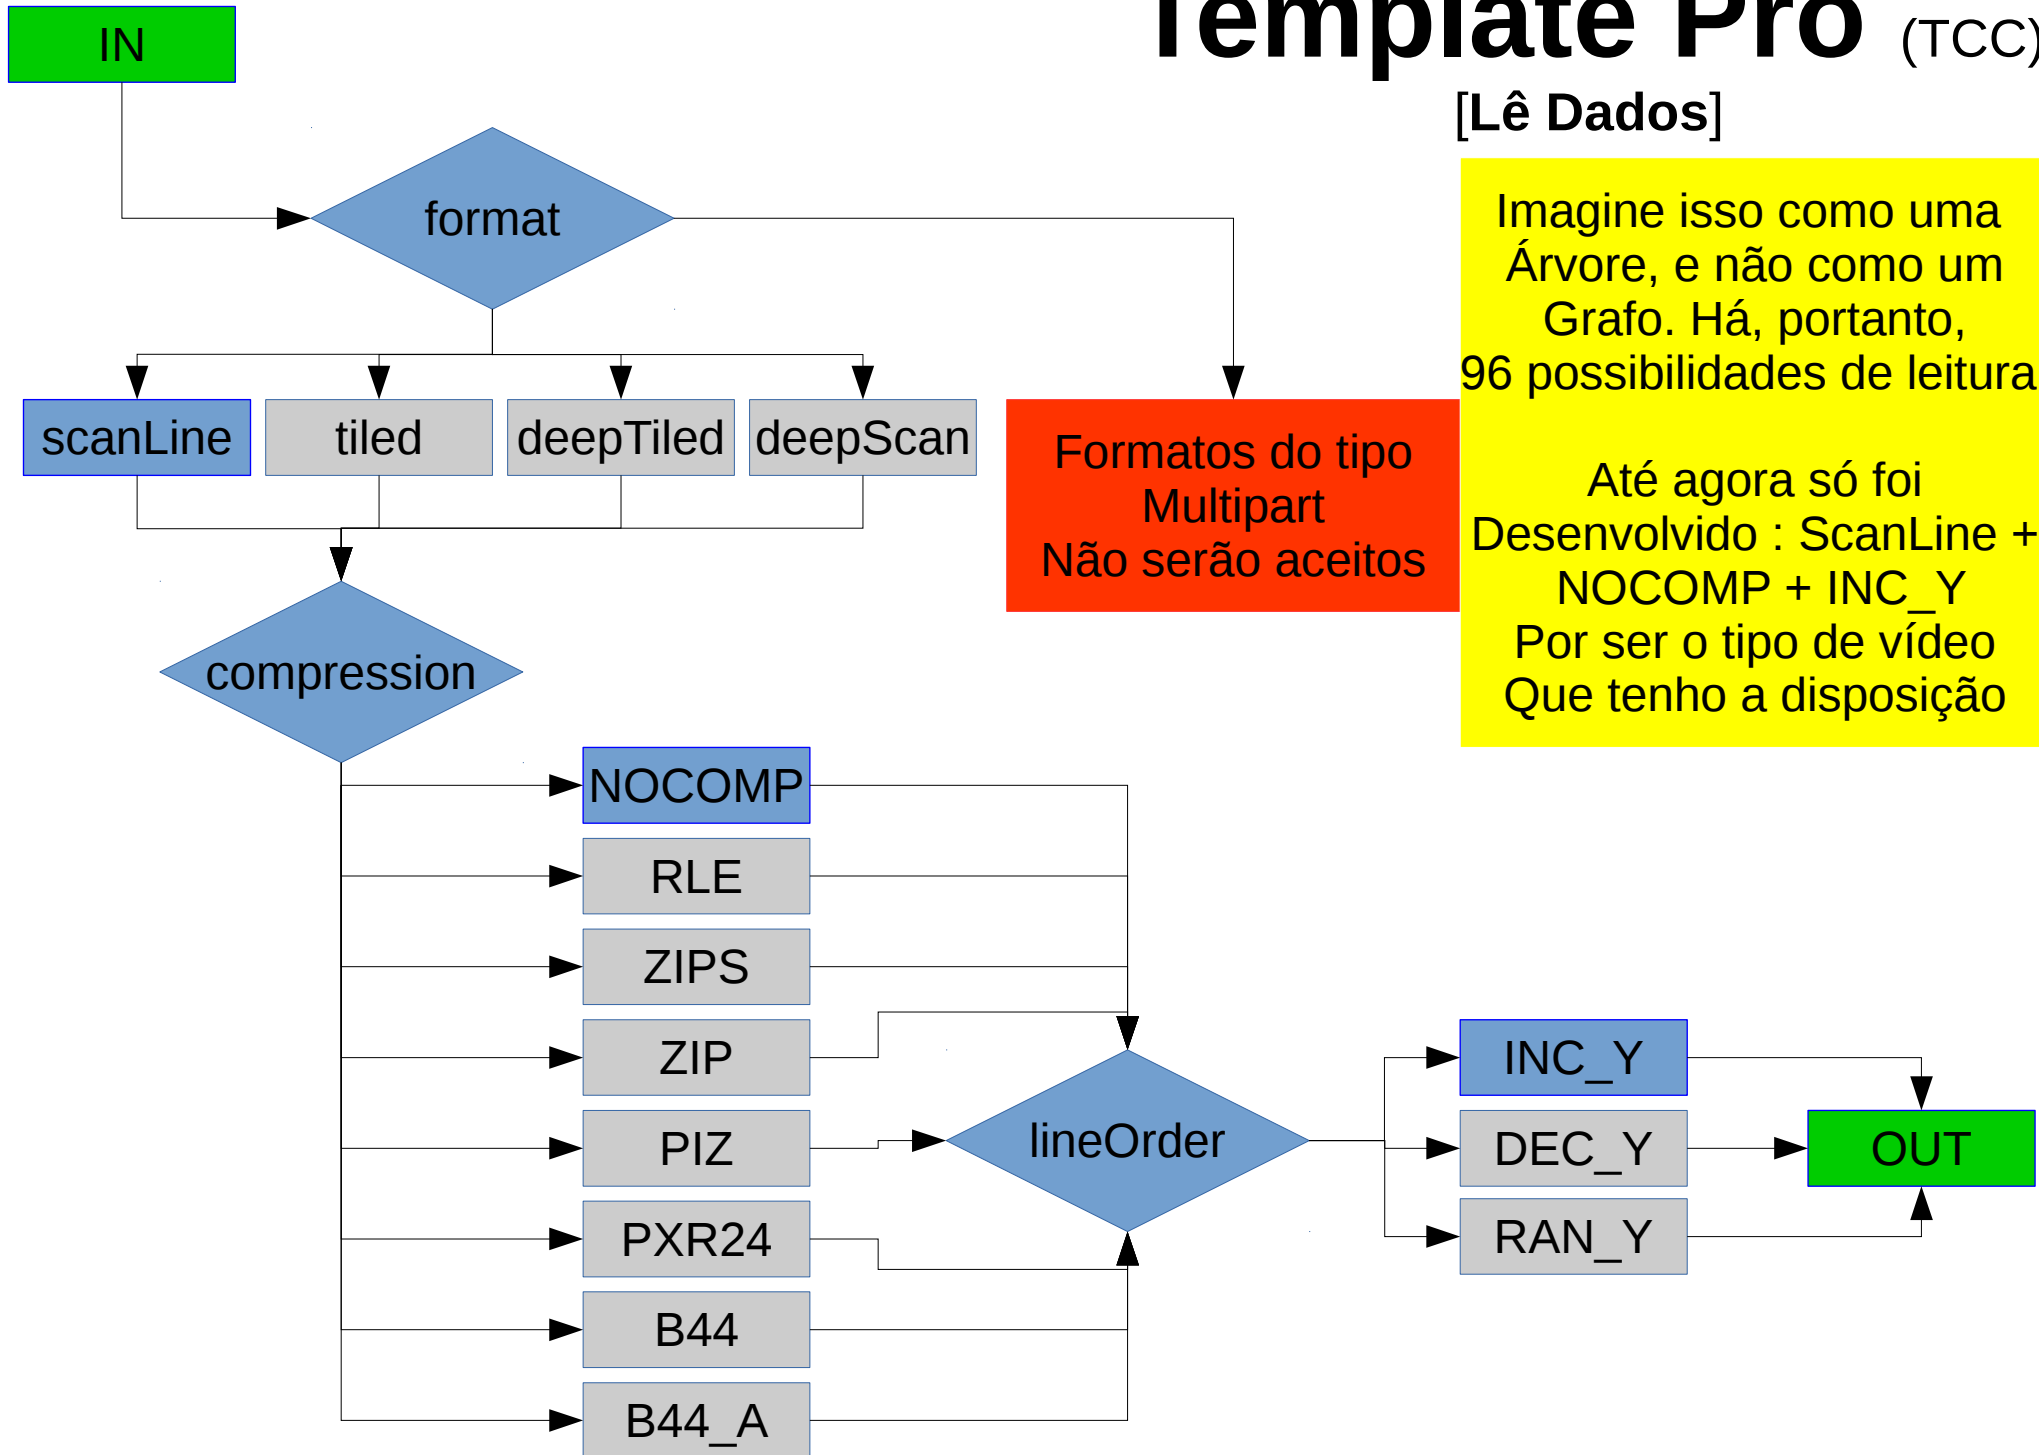 Template Pro (TCC)
[Lê Dados]
IN
format
Imagine isso como uma
Árvore, e não como um
Grafo. Há, portanto,
96 possibilidades de leitura
Até agora só foi
Desenvolvido : ScanLine +
NOCOMP + INC_Y
Por ser o tipo de vídeo
Que tenho a disposição
scanLine
tiled
deepTiled
deepScan
Formatos do tipo
Multipart
Não serão aceitos
compression
NOCOMP
RLE
ZIPS
ZIP
PIZ
PXR24
B44
B44_A
lineOrder
INC_Y
DEC_Y
RAN_Y
OUT